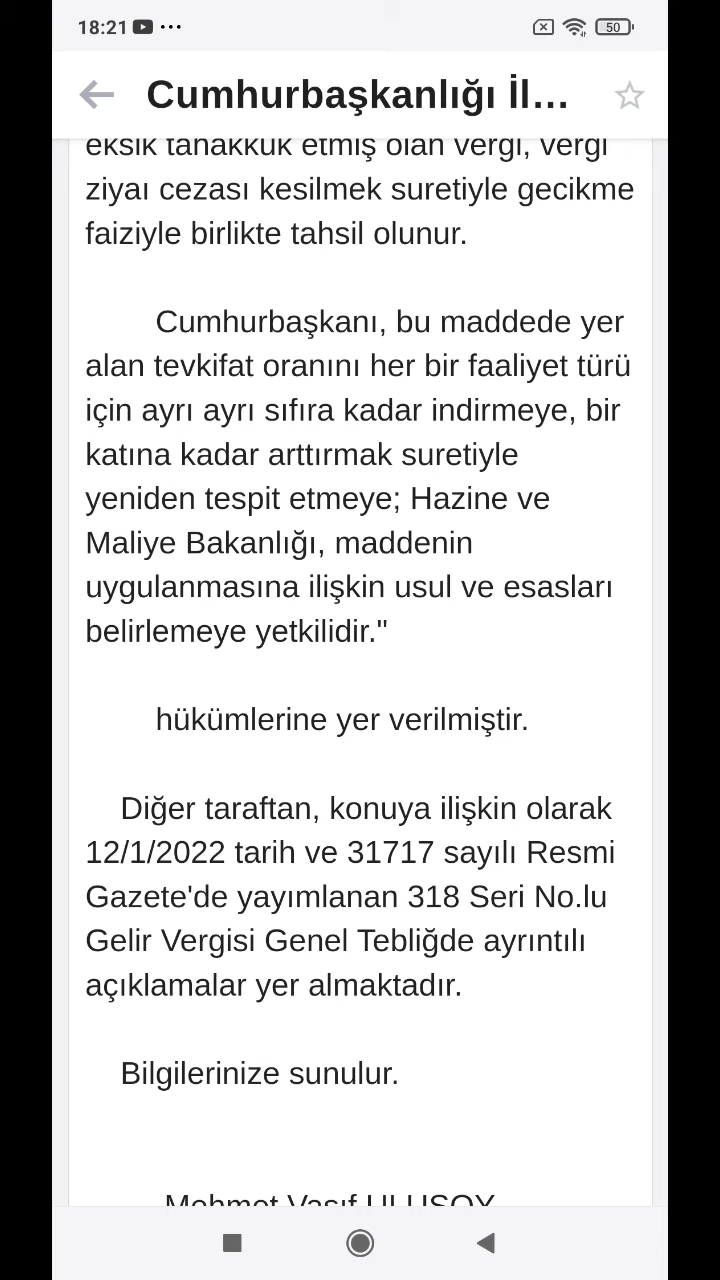 18:21
50
Cumhurbaşkanlığı İl...
eksik tahakkuk etmiş olan vergi, vergi
ziyaı cezası kesilmek suretiyle gecikme
faiziyle birlikte tahsil olunur.
Cumhurbaşkanı, bu maddede yer
alan tevkifat oranını her bir faaliyet türü
için ayrı ayrı sıfıra kadar indirmeye, bir
katına kadar arttırmak suretiyle
yeniden tespit etmeye; Hazine ve
Maliye Bakanlığı, maddenin
uygulanmasına ilişkin usul ve esasları
belirlemeye yetkilidir."
hükümlerine yer verilmiştir.
Diğer taraftan, konuya ilişkin olarak
12/1/2022 tarih ve 31717 sayılı Resmi
Gazete'de yayımlanan 318 Seri No.lu
Gelir Vergisi Genel Tebliğde ayrıntılı
açıklamalar yer almaktadır.
Bilgilerinize sunulur.
Mehmet Vasıf ULUSOY